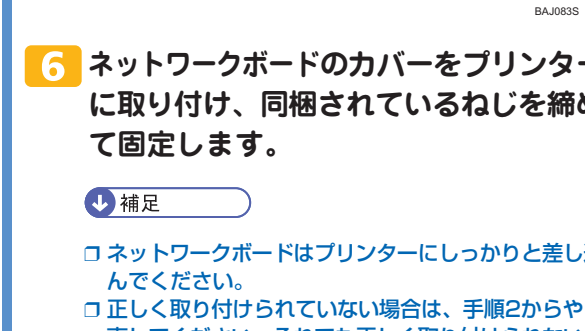 BAJ083S
6 ネットワークボードのカバーをプリンター
に取り付け、同梱されているねじを締め
て固定します。
補足
❒ ネットワークボードはプリンターにしっかりと差し込
んでください。
❒ 正しく取り付けられていない場合は、手順2からや